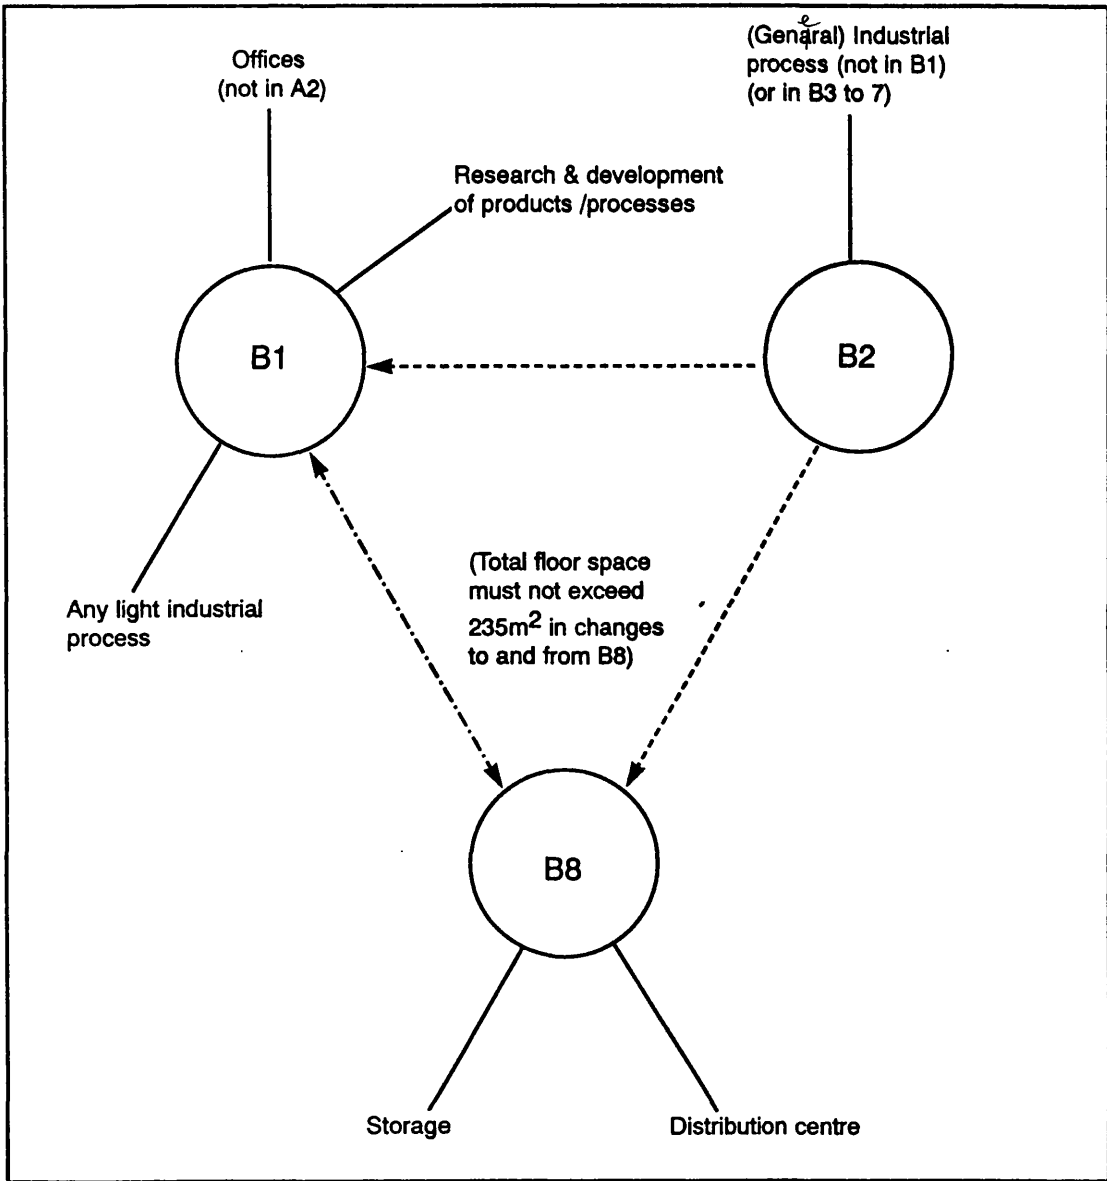 Offices
(not in A2)
(Genaral) Industrial
e
process (not in B1)
(or in B3 to 7)
Research & development
of products /processes
B1
B2
(Total floor space
must not exceed
235m² in changes
to and from B8)
Any light industrial
process
B8
Storage
Distribution centre